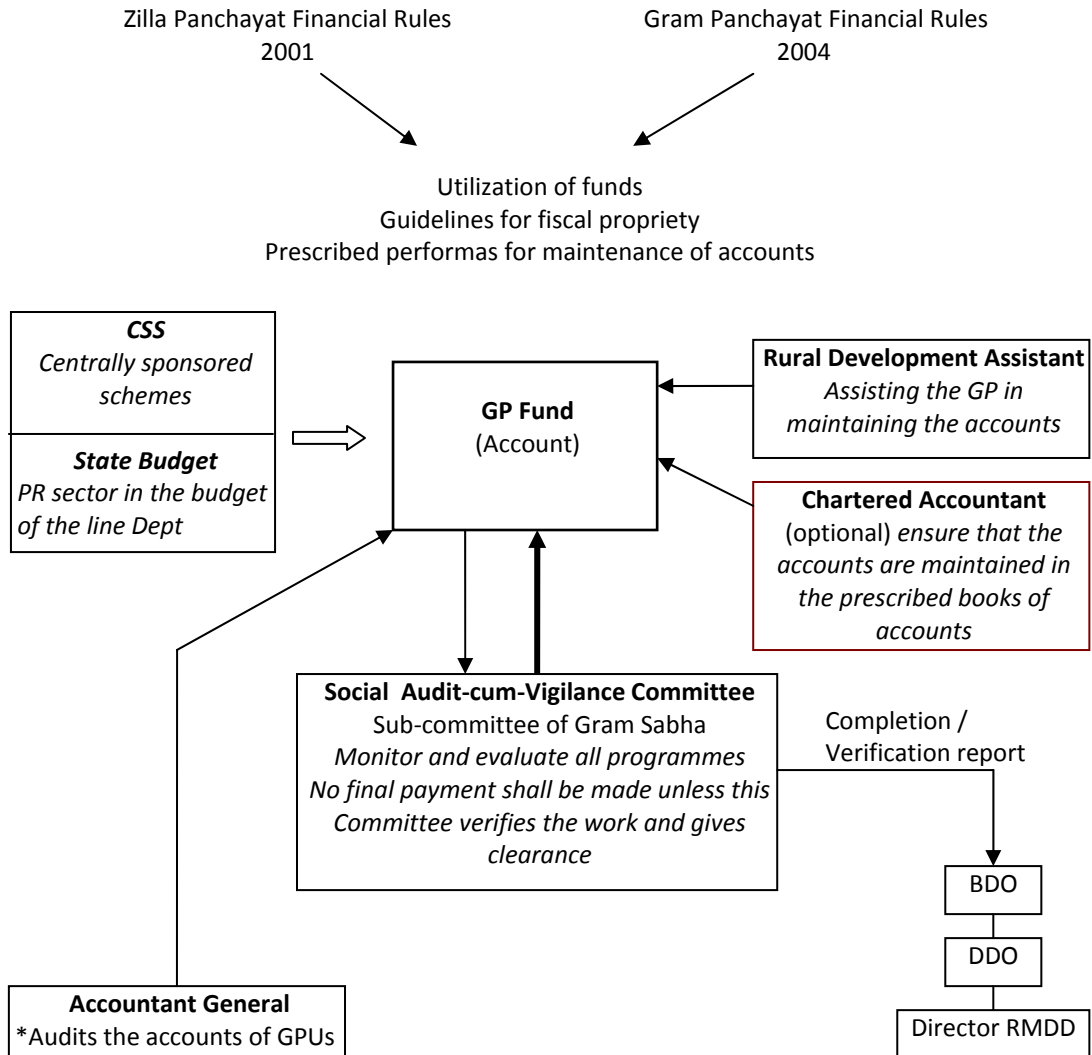 Zilla Panchayat Financial Rules
2001
Gram Panchayat Financial Rules
2004
Utilization of funds
Guidelines for fiscal propriety
Prescribed performas for maintenance of accounts
CSS
Centrally sponsored
schemes
State Budget
PR sector in the budget
of the line Dept
GP Fund
(Account)
Rural Development Assistant
Assisting the GP in
maintaining the accounts
Chartered Accountant
(optional) ensure that the
accounts are maintained in
the prescribed books of
accounts
Social Audit-cum-Vigilance Committee
Sub-committee of Gram Sabha
Monitor and evaluate all programmes
No final payment shall be made unless this
Committee verifies the work and gives
clearance
Completion /
Verification report
BDO
DDO
Director RMDD
Accountant General
*Audits the accounts of GPUs